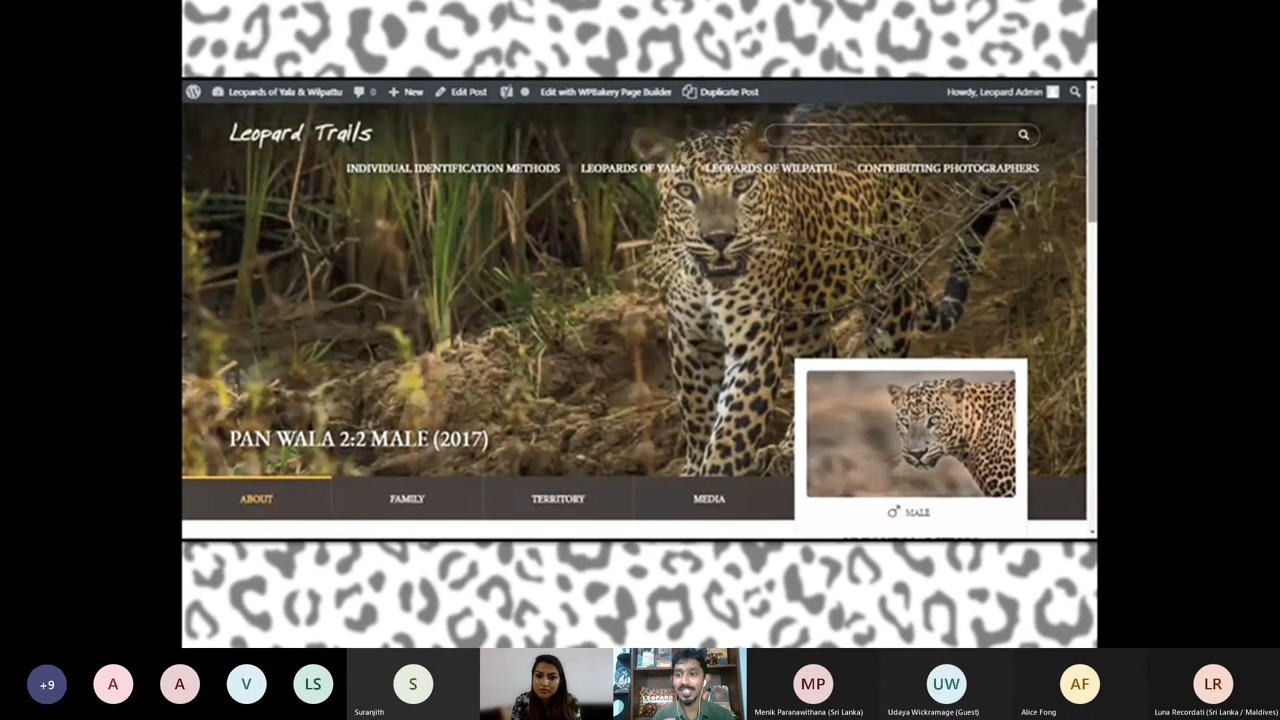 Leopards of Yala & Wilpattu 0 New Edit Post Edit with WPBakery Page Builder Duplicate Post Howdy, Leopard Admin
Leopard Trails
INDIVIDUAL IDENTIFICATION METHODS LEOPARDS OF YALA LEOPARDS OF WILPATTU CONTRIBUTING PHOTOGRAPHERS
PAN WALA 2:2 MALE (2017)
ABOUT FAMILY TERRITORY MEDIA
MALE
+9 A A V LS S MP UW AF LR
Suranjith Menik Paranawithana (Sri Lanka) Udaya Wickramage (Guest) Alice Fong Luna Recordati (Sri Lanka / Maldives)